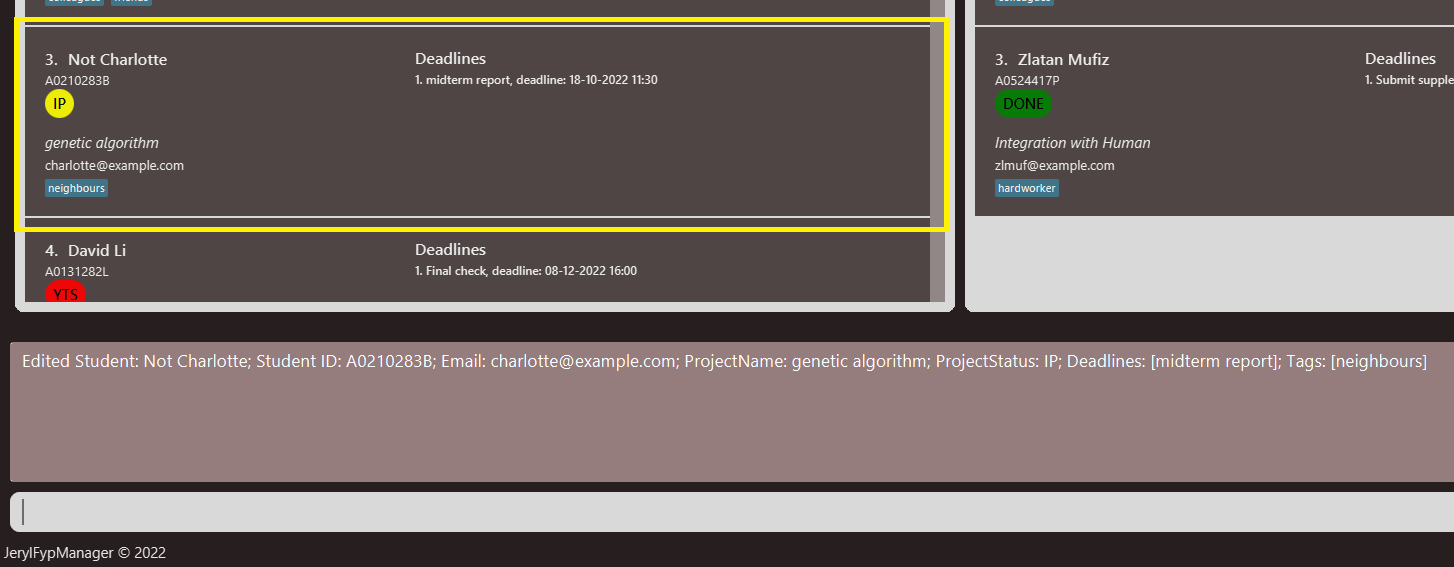 colleagues friends
3. Not Charlotte
A0210283B
IP
genetic algorithm
charlotte@example.com
neighbours
Deadlines
1. midterm report, deadline: 18-10-2022 11:30
4. David Li
A0131282L
YTS
Deadlines
1. Final check, deadline: 08-12-2022 16:00
colleagues
3. Zlatan Mufiz
A0524417P
DONE
Integration with Human
zlmuf@example.com
hardworker
Deadlines
1. Submit supple
Edited Student: Not Charlotte; Student ID: A0210283B; Email: charlotte@example.com; ProjectName: genetic algorithm; ProjectStatus: IP; Deadlines: [midterm report]; Tags: [neighbours]
JerylFypManager © 2022